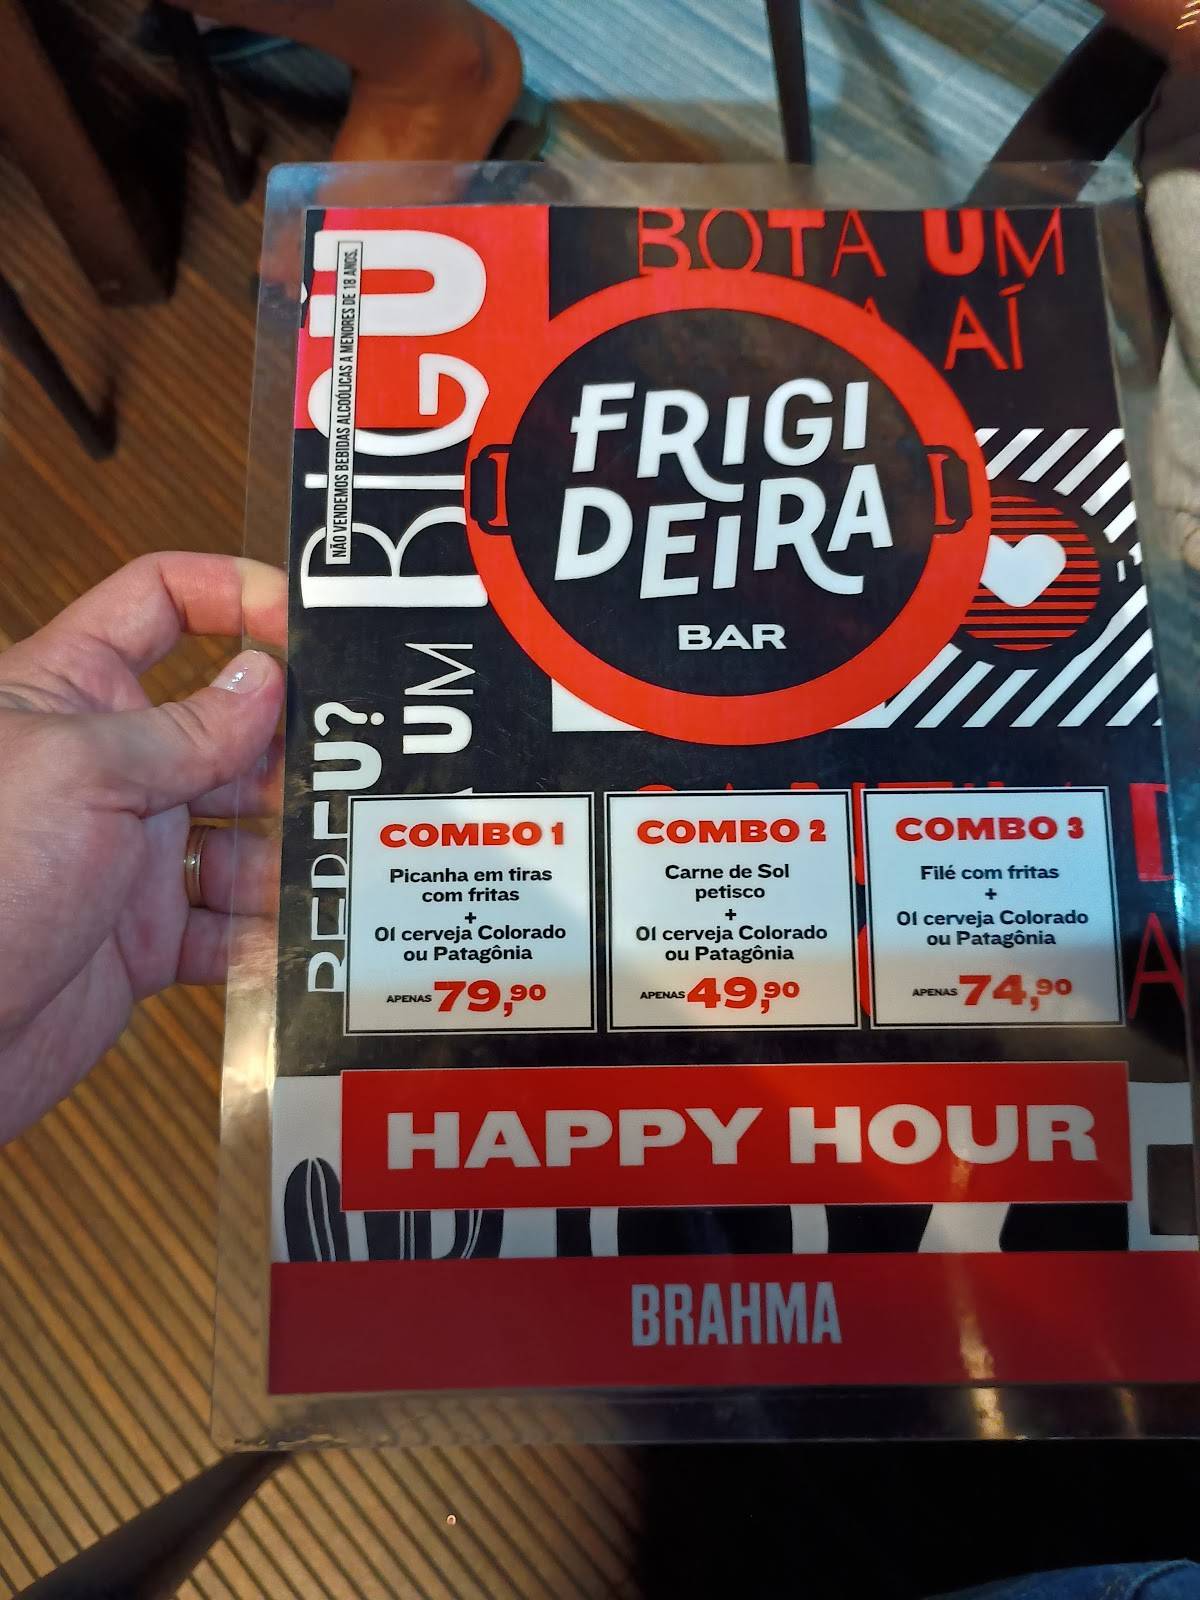 BOTA UM
AÍ
BIGU
NÃO VENDEMOS BEBIDAS ALCOÓLICAS A MENORES DE 18 ANOS.
UM
FRIGI
DEIRA
BAR
COMBO 1
Picanha em tiras
com fritas
+
01 cerveja Colorado
ou Patagônia
APENAS 79,90
COMBO 2
Carne de Sol
petisco
+
01 cerveja Colorado
ou Patagônia
APENAS 49,90
COMBO 3
Filé com fritas
+
01 cerveja Colorado
ou Patagônia
APENAS 74,90
HAPPY HOUR
BRAHMA